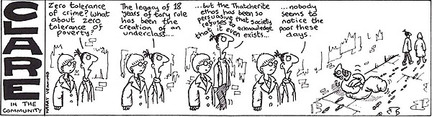 CLARE
IN THE
COMMUNITY
HARRY VENNING
Zero tolerance
of crime? What
about zero
tolerance of
poverty?
The legacy of 18
years of tory rule
has been the
creation of an
underclass...
...but the Thatcherite
ethos has been so
persuasive that society
refuses to acknowledge
that it even exists...
...nobody
seems to
notice the
poor these
days.